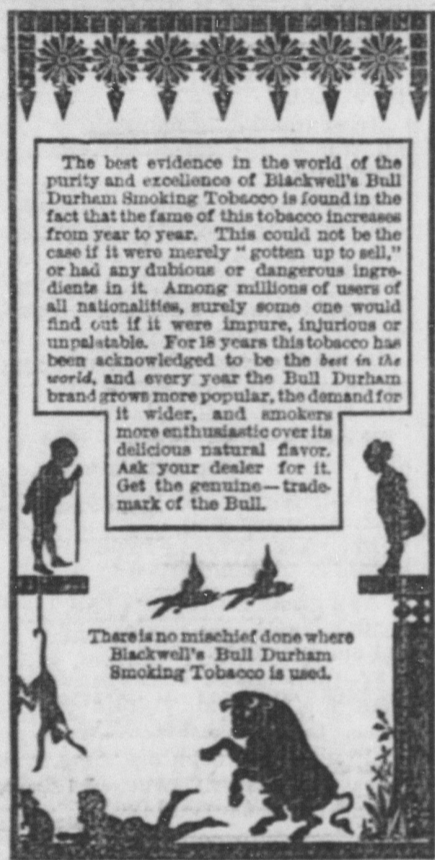 The best evidence in the world of the
purity and excellence of Blackwell's Bull
Durham Smoking Tobacco is found in the
fact that the fame of this tobacco increases
from year to year. This could not be the
case if it were merely "gotten up to sell,"
or had any dubious or dangerous ingre-
dients in it. Among millions of users of
all nationalities, surely some one would
find out if it were impure, injurious or
unpalatable. For 18 years this tobacco has
been acknowledged to be the best in the
world, and every year the Bull Durham
brand grows more popular, the demand for
it wider, and smokers
more enthusiastic over its
delicious natural flavor.
Ask your dealer for it.
Get the genuine—trade-
mark of the Bull.
There is no mischief done where
Blackwell's Bull Durham
Smoking Tobacco is used.